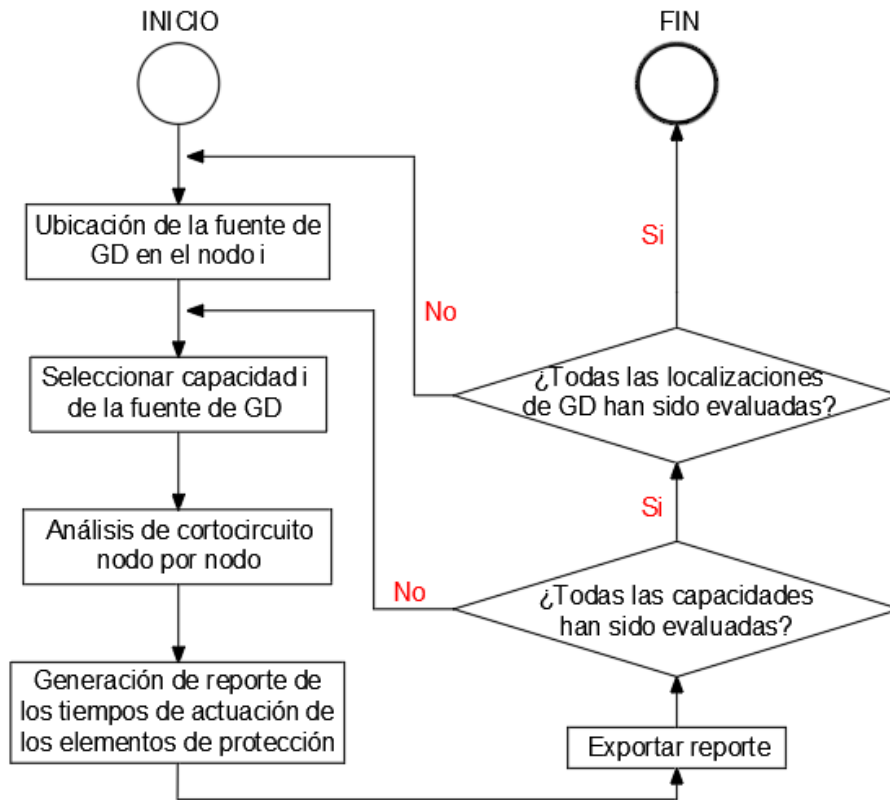 INICIO
Ubicación de la fuente de
GD en el nodo i
Seleccionar capacidad i
de la fuente de GD
Análisis de cortocircuito
nodo por nodo
Generación de reporte de
los tiempos de actuación de
los elementos de protección
Exportar reporte
¿Todas las capacidades
han sido evaluadas?
No
Si
¿Todas las localizaciones
de GD han sido evaluadas?
No
Si
FIN